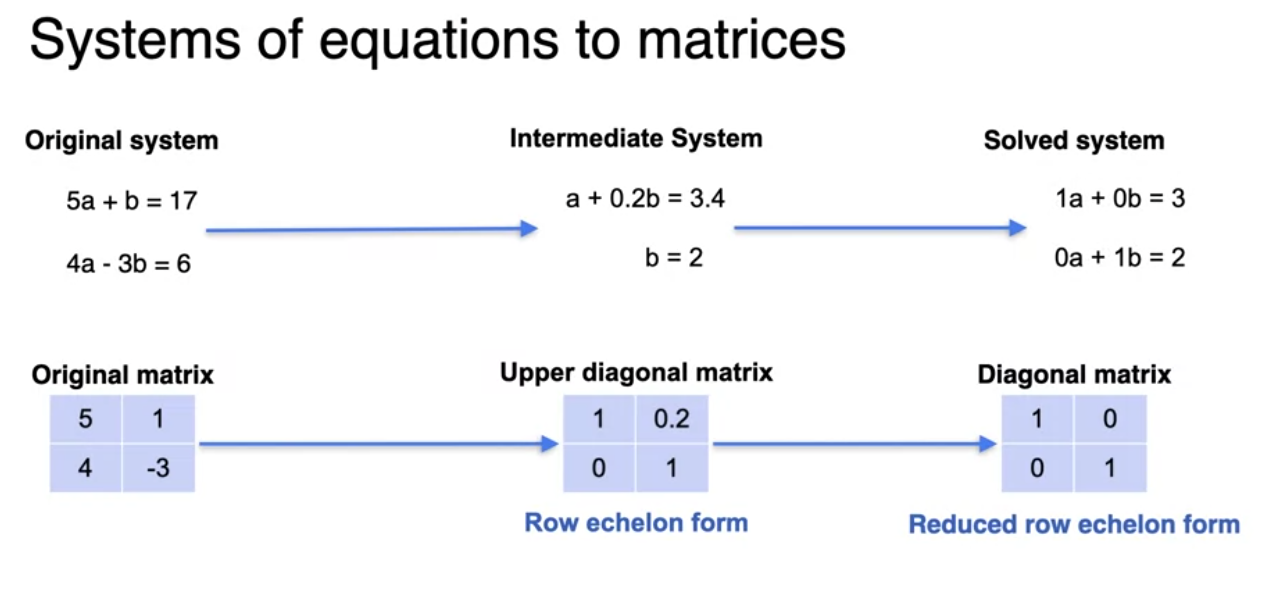 Systems of equations to matrices
Original system
5a + b = 17
4a - 3b = 6
Intermediate System
a + 0.2b = 3.4
b = 2
Solved system
1a + 0b = 3
0a + 1b = 2
Original matrix
5 1
4 -3
Upper diagonal matrix
1 0.2
0 1
Row echelon form
Diagonal matrix
1 0
0 1
Reduced row echelon form